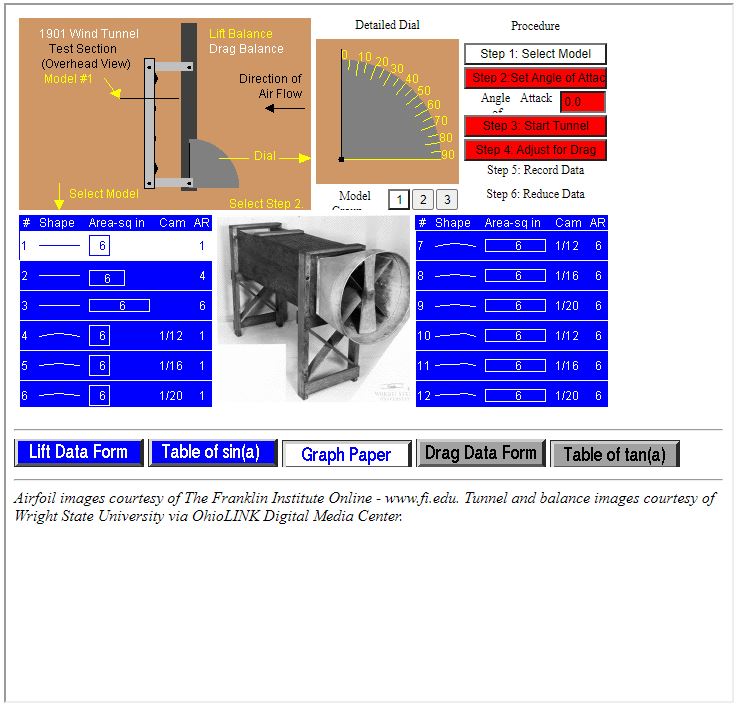 1901 Wind Tunnel
Test Section
(Overhead View)
Model #1
Lift Balance
Drag Balance
Direction of
Air Flow
Dial
Select Model
Select Step 2.
Detailed Dial
0 10 20 30 40 50 60 70 80 90
Model
1 2 3
Procedure
Step 1: Select Model
Step 2:Set Angle of Attac
Angle Attack 0.0
of
Step 3: Start Tunnel
Step 4: Adjust for Drag
Step 5: Record Data
Step 6: Reduce Data
# Shape Area-sq in Cam AR
1 6 1
2 6 4
3 6 6
4 6 1/12 1
5 6 1/16 1
6 6 1/20 1
# Shape Area-sq in Cam AR
7 6 1/12 6
8 6 1/16 6
9 6 1/20 6
10 6 1/12 6
11 6 1/16 6
12 6 1/20 6
Lift Data Form Table of sin(a) Graph Paper Drag Data Form Table of tan(a)
Airfoil images courtesy of The Franklin Institute Online - www.fi.edu. Tunnel and balance images courtesy of
Wright State University via OhioLINK Digital Media Center.